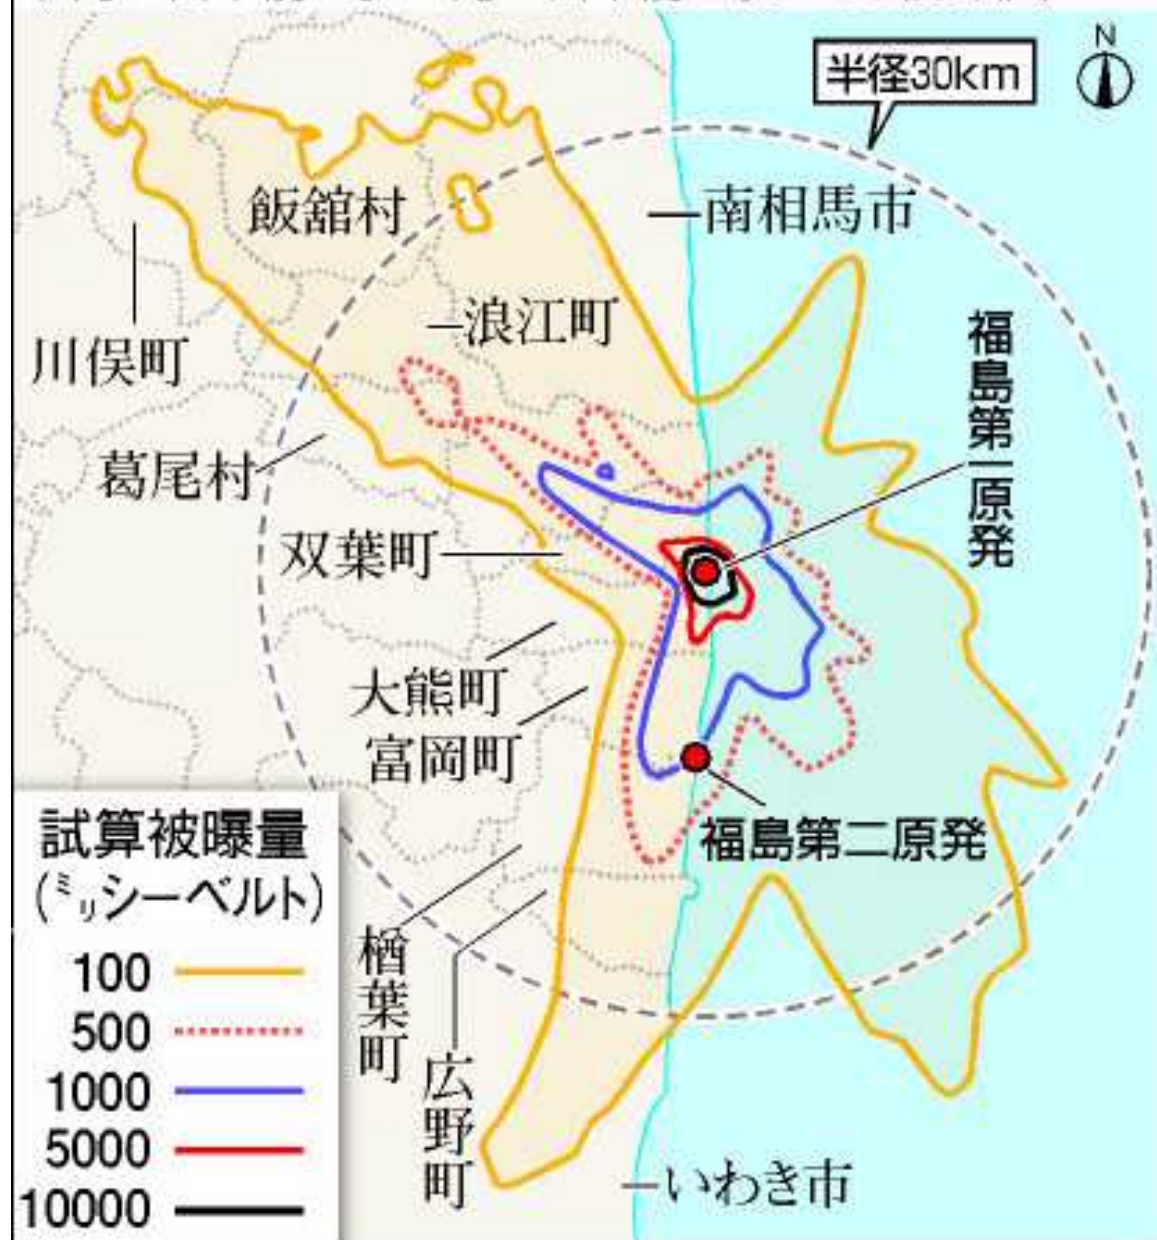 N
半径30km
飯舘村
南相馬市
浪江町
川俣町
福島第一原発
葛尾村
双葉町
大熊町
富岡町
福島第二原発
試算被曝量
(ミリシーベルト)
楢葉町
広野町
100
500
1000
5000
10000
いわき市